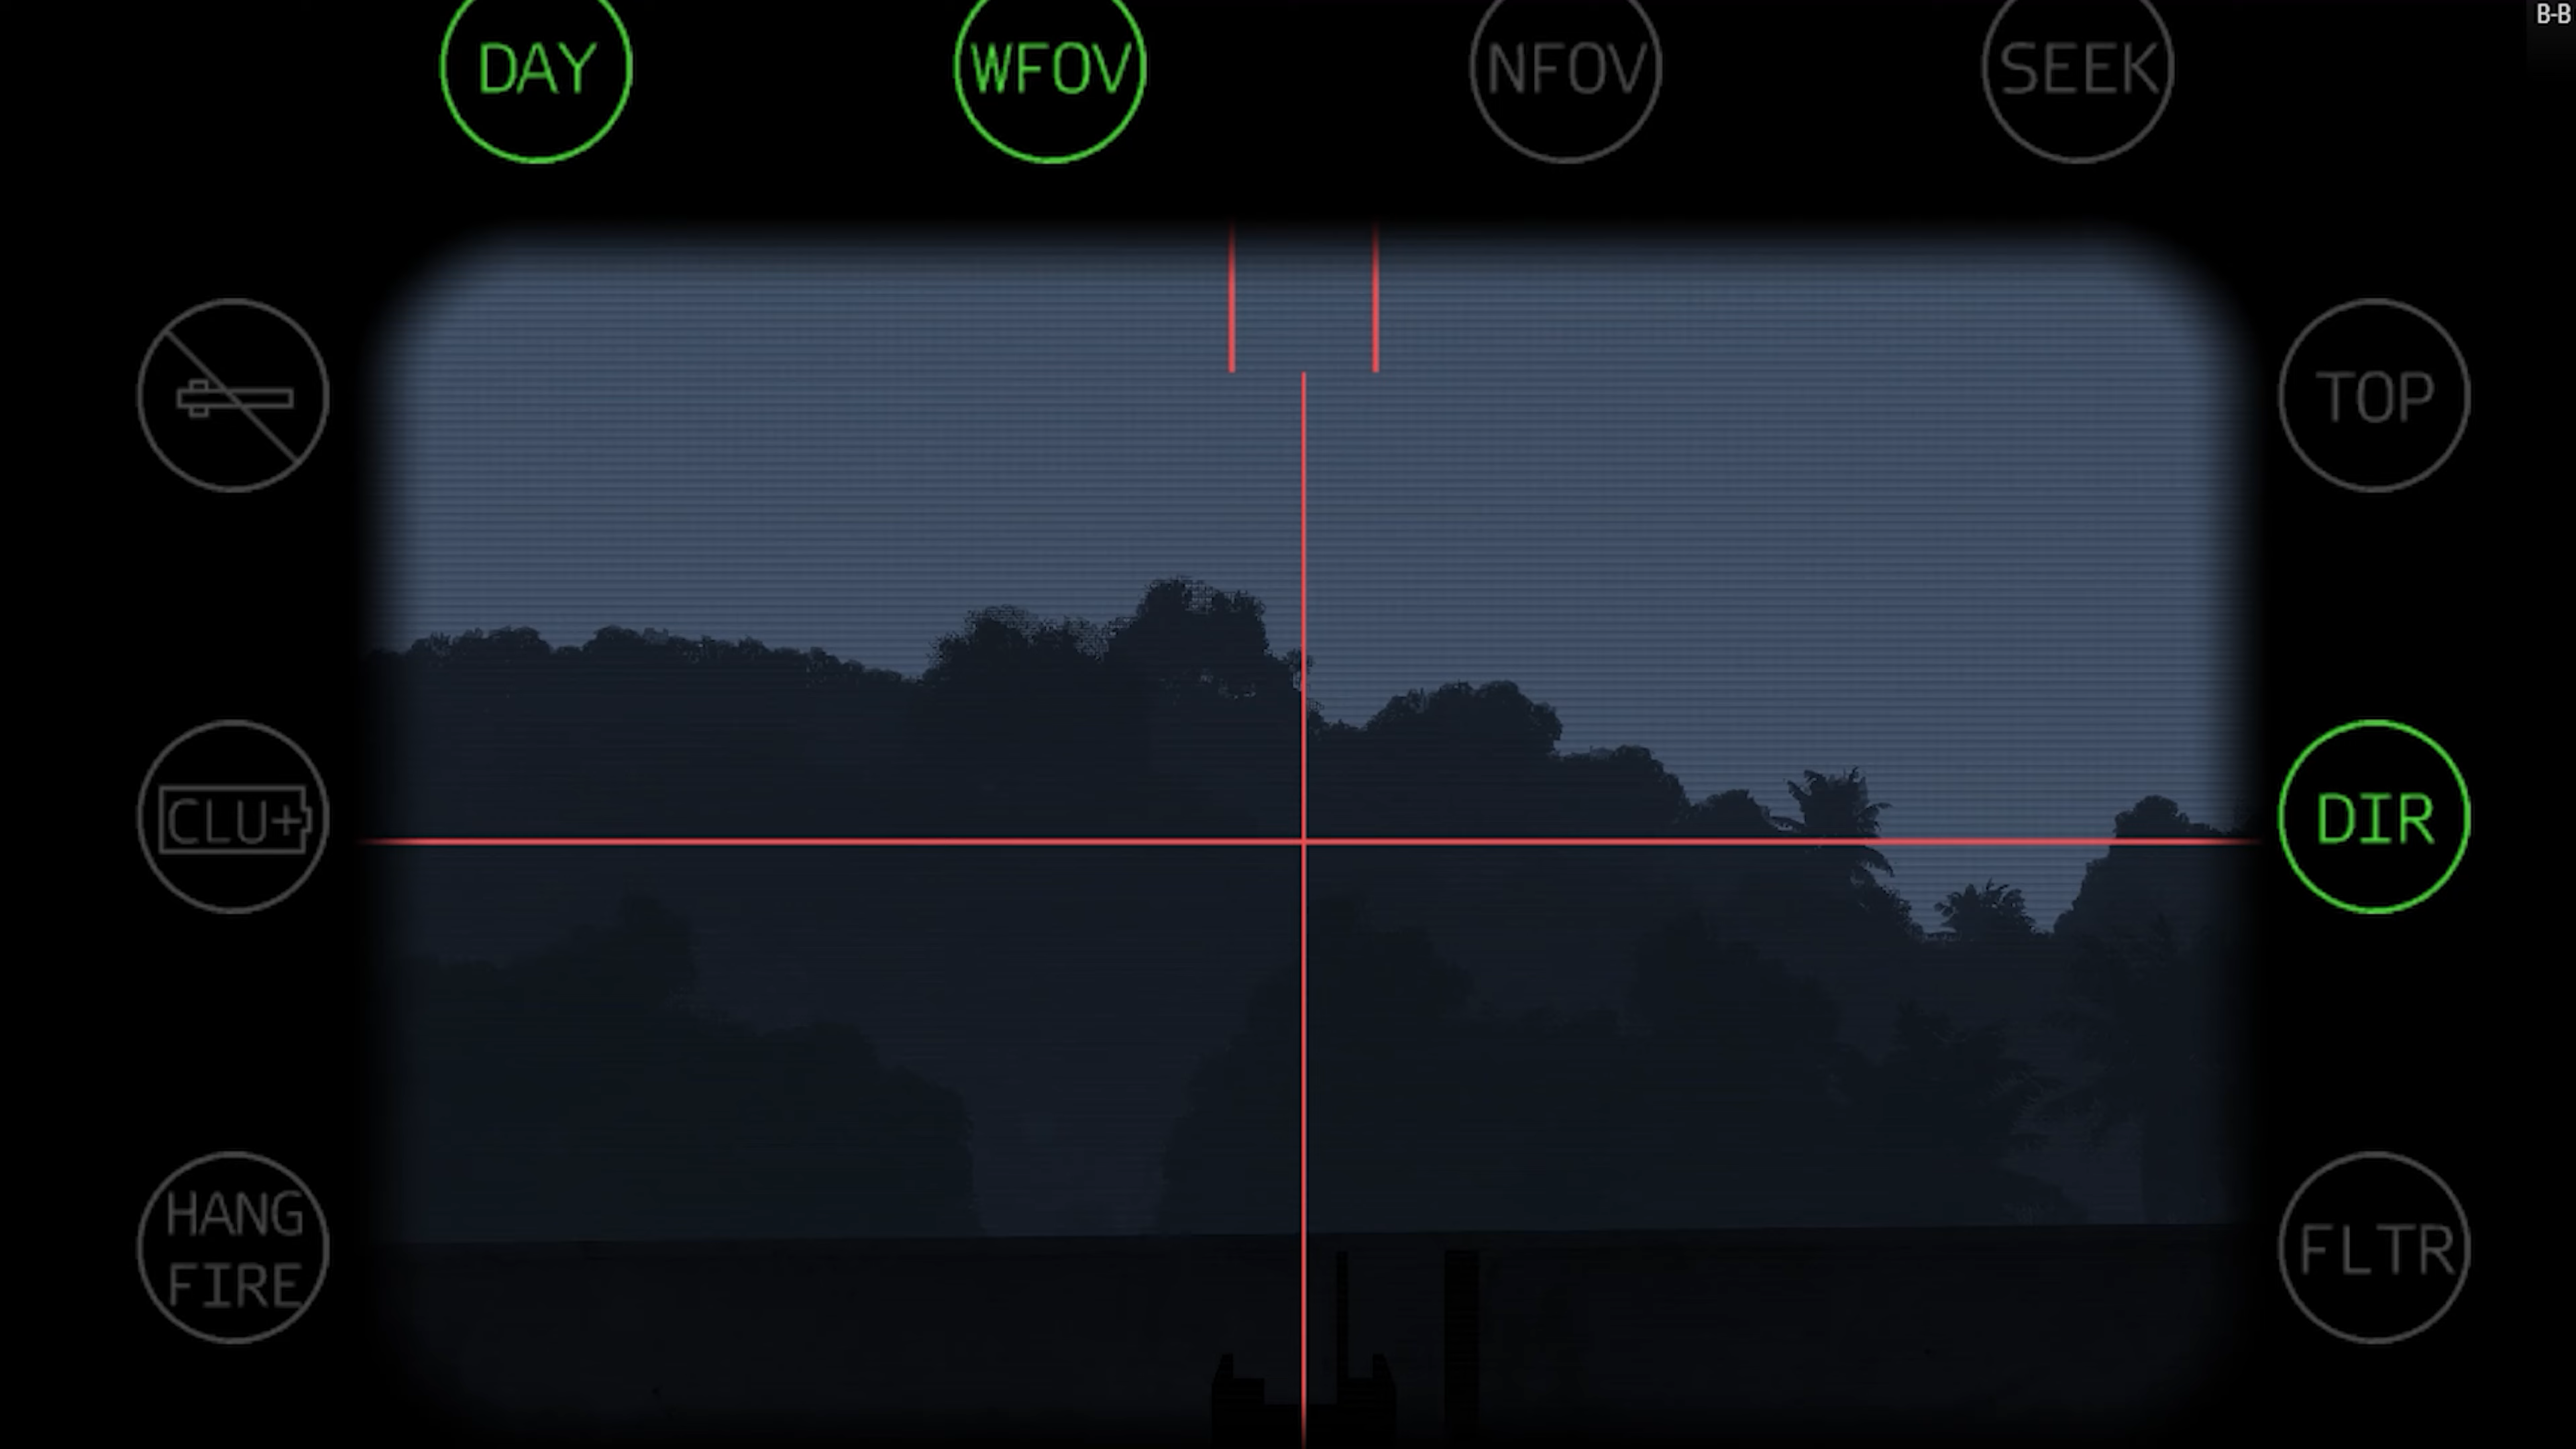 B-B
DAY
WFOV
NFOV
SEEK
TOP
CLU+
DIR
HANG
FIRE
FLTR